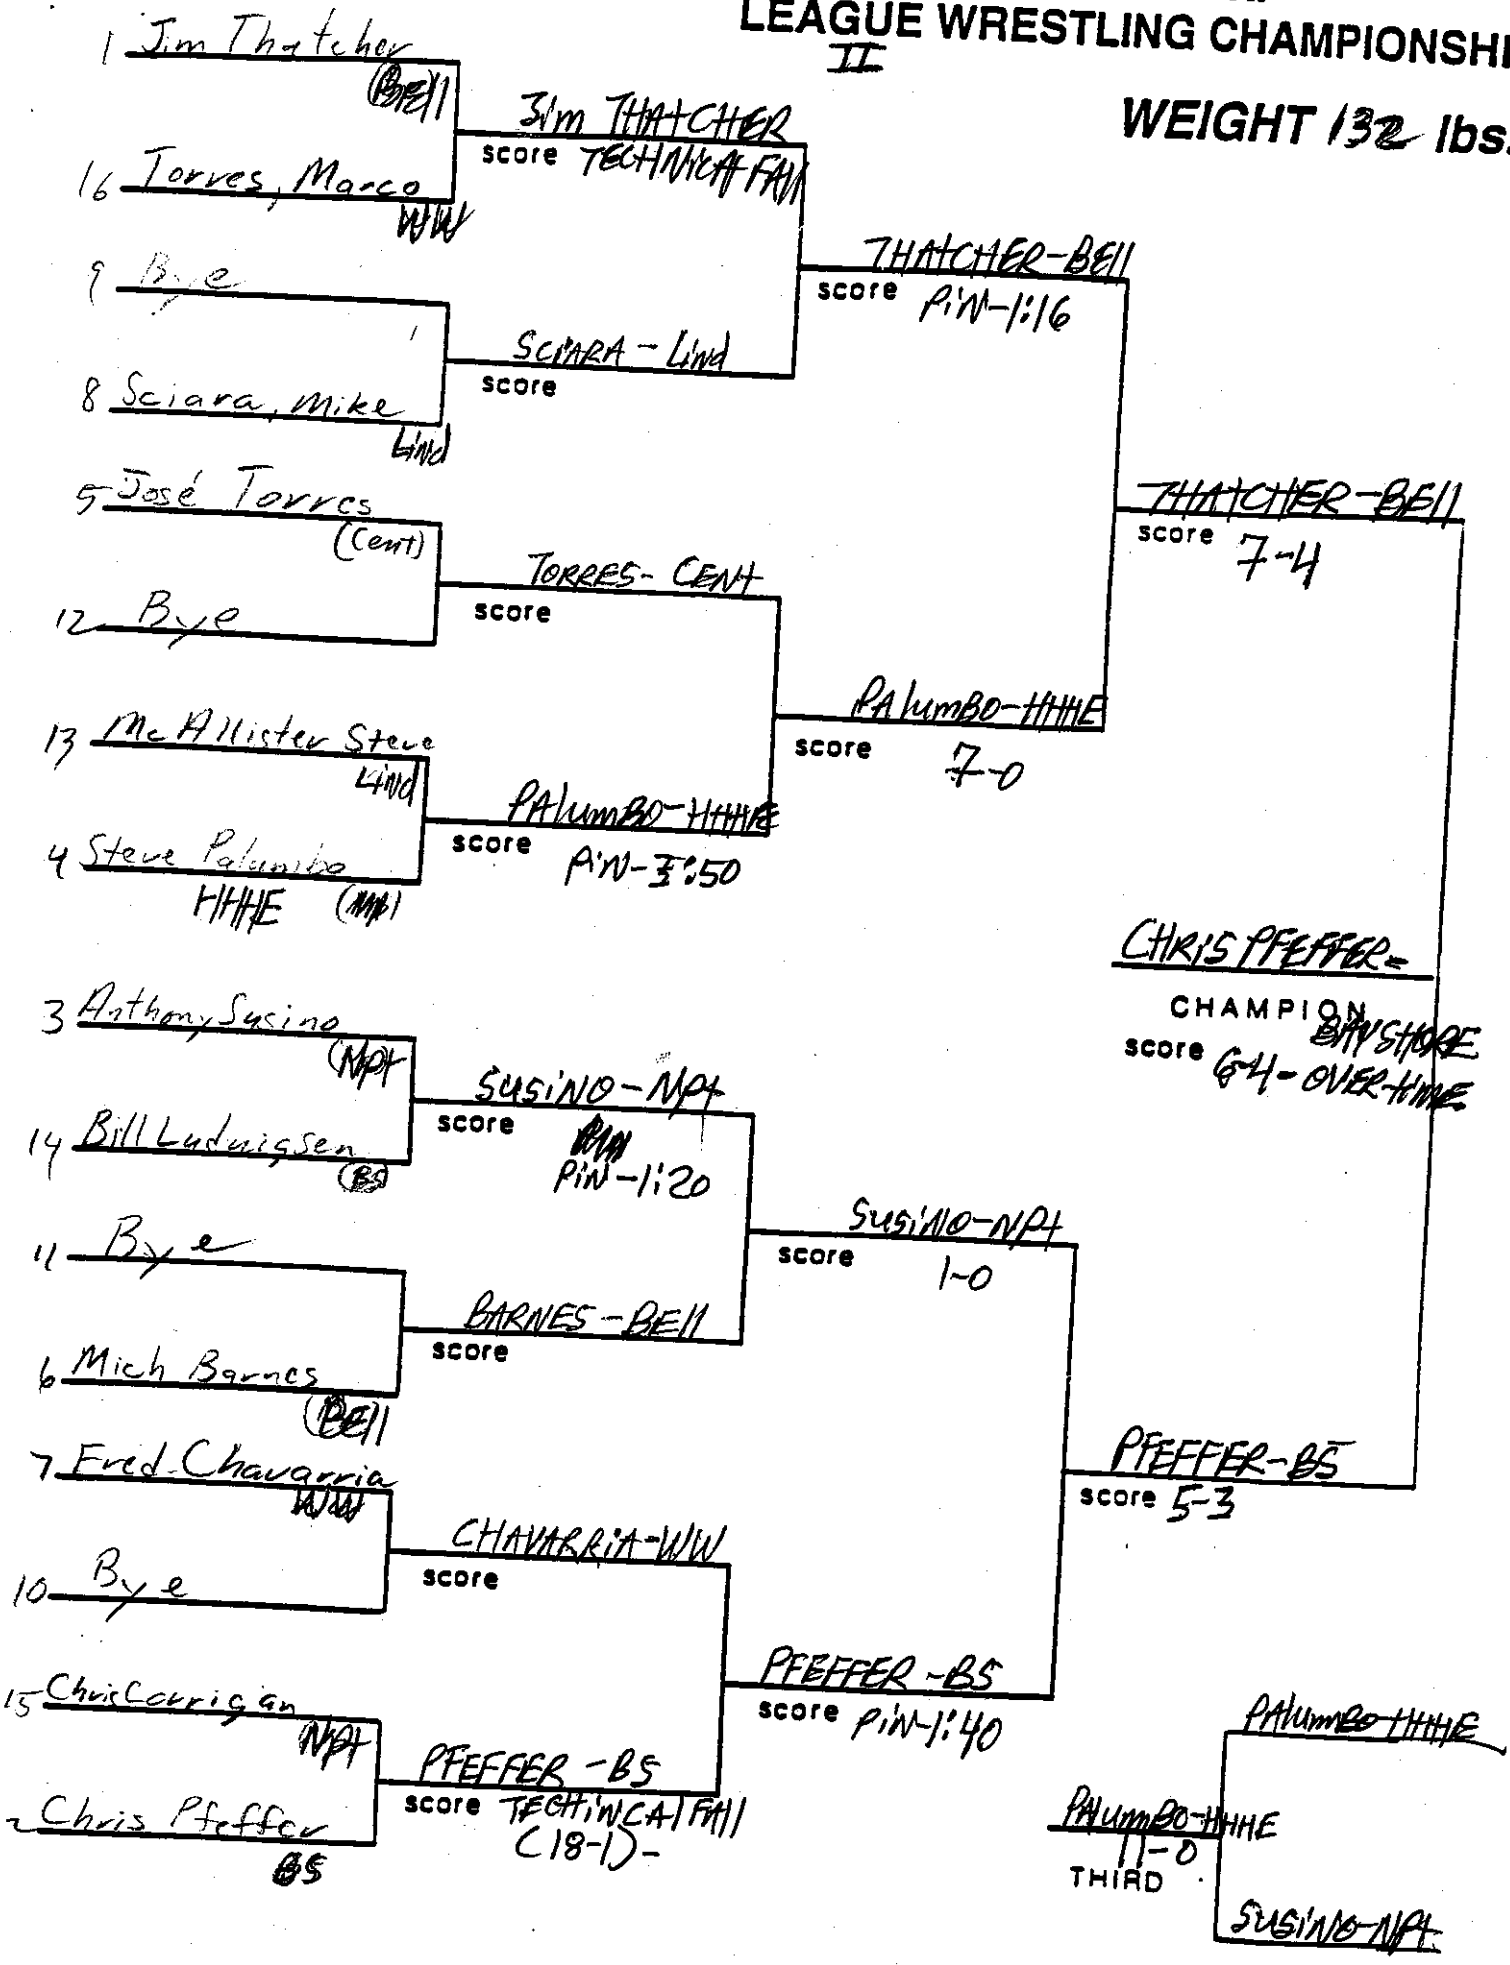 LEAGUE WRESTLING CHAMPIONSHI
II
WEIGHT 132 lbs.
1 Jim Thatcher
(BEll
16 Torres, Marco
WW
9 Bye
8 Sciara, Mike
Lind
5 José Torres
(Cent)
12 Bye
13 McAllister Steve
Lind
4 Steve Palumbo
HHHE
3 Anthony Susino
(NPt
14 Bill Ludwigsen
(BS)
11 Bye
6 Mich Barnes
(BEll
7 Fred Chavarria
WW
10 Bye
15 Chris Corrigan
NPt
2 Chris Pfeffer
BS
Jim THATCHER
score TECHNICAl FAll
SCIARA - Lind
score
TORRES - CENt
score
PAlumBO - HHHE
score PiN - :50
SUSiNO - NPt
score
PiN - 1:20
BARNES - BEll
score
CHAVARRiA - WW
score
PFEFFER - BS
score TECHiNCAl FAll
(18-1) -
THATCHER - BEll
score PiN - 1:16
PAlumBO - HHHE
score 7-0
SUSiNO - NPt
score 1-0
PFEFFER - BS
score PiN - 1:40
THATCHER - BEll
score 7-4
PFEFFER - BS
score 5-3
CHRiS PFEFFER =
CHAMPION
BAYSHORE
score 6-4 - OVER-tiME
PAlumBO - HHHE
PAlumBO - HHHE
11-0
THIRD
SUSiNO - NPt.